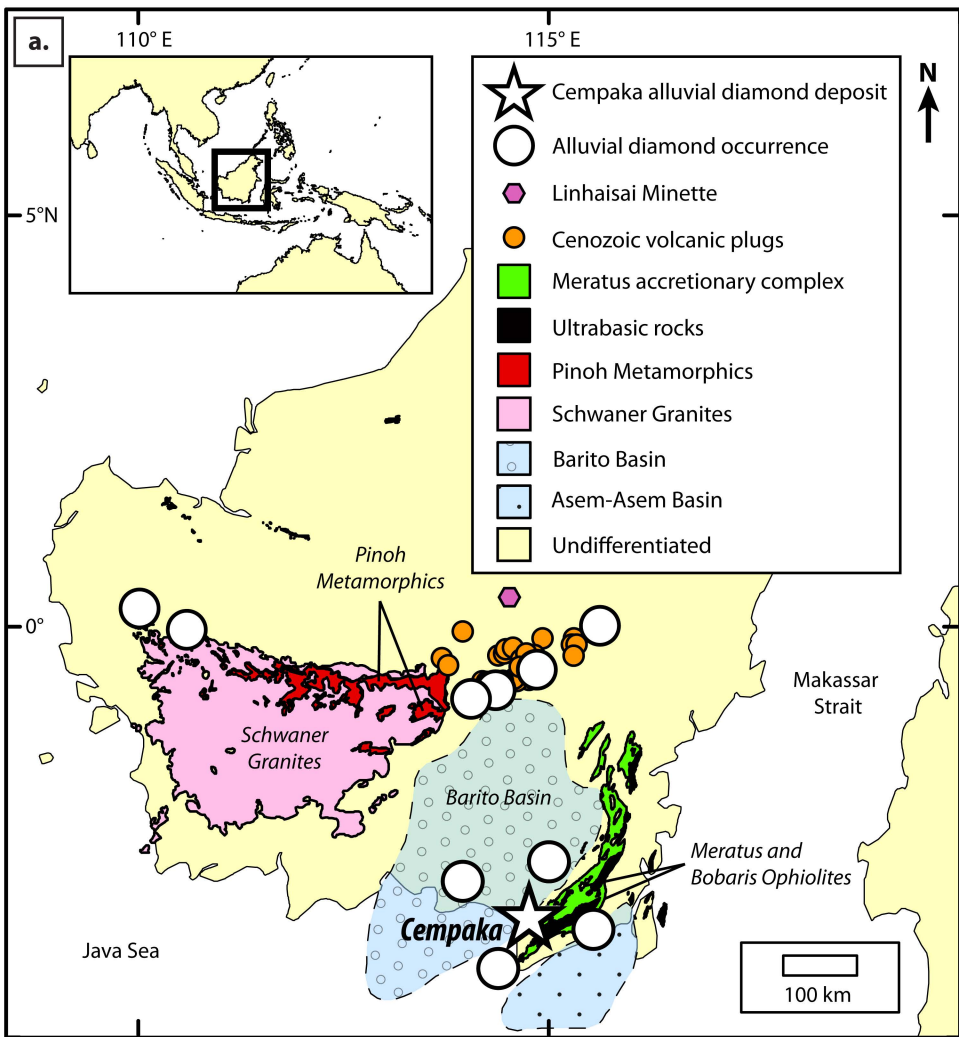 a.
110° E
115° E
N
5°N
0°
Cempaka alluvial diamond deposit
Alluvial diamond occurrence
Linhaisai Minette
Cenozoic volcanic plugs
Meratus accretionary complex
Ultrabasic rocks
Pinoh Metamorphics
Schwaner Granites
Barito Basin
Asem-Asem Basin
Undifferentiated
Pinoh
Metamorphics
Makassar
Strait
Schwaner
Granites
Barito Basin
Meratus and
Bobaris Ophiolites
Cempaka
Java Sea
100 km